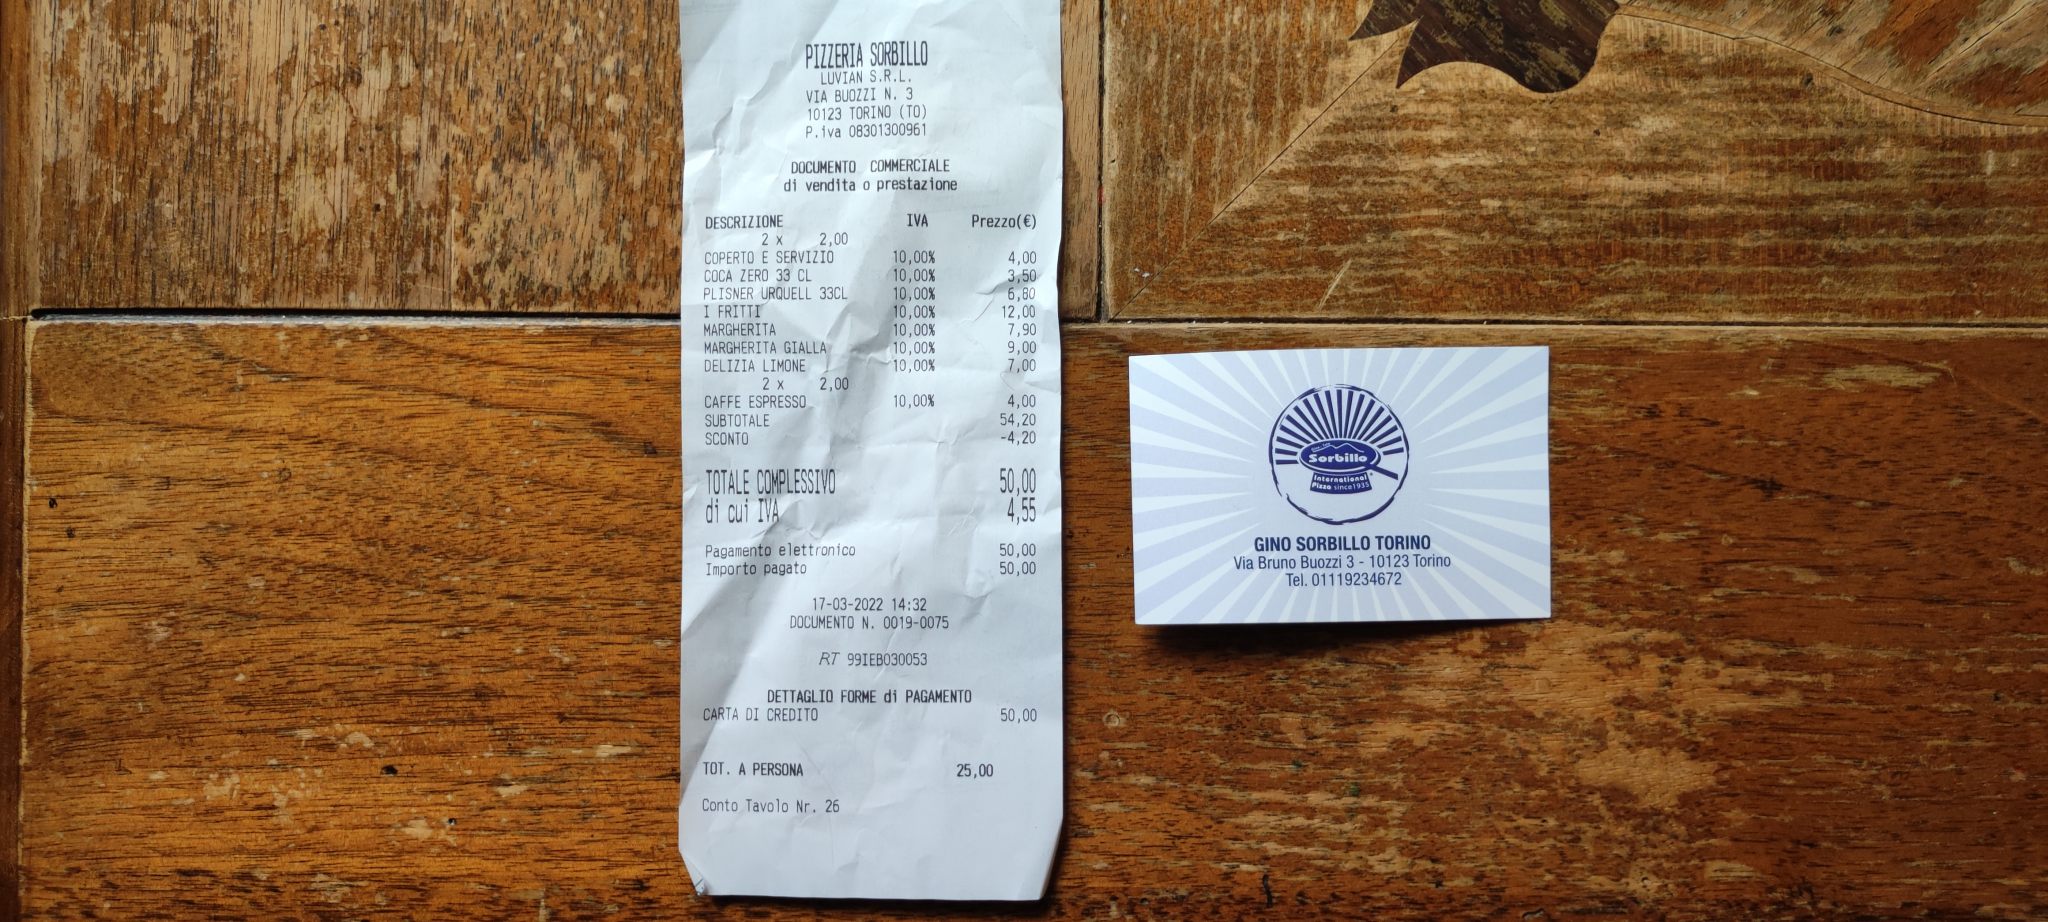 PIZZERIA SORBILLO
LUVIAN S.R.L.
VIA BUOZZI N. 3
10123 TORINO (TO)
P.iva 08301300961
DOCUMENTO COMMERCIALE
di vendita o prestazione
DESCRIZIONE IVA Prezzo(€)
2 x 2,00
COPERTO E SERVIZIO 10,00% 4,00
COCA ZERO 33 CL 10,00% 3,50
PLISNER URQUELL 33CL 10,00% 6,80
I FRITTI 10,00% 12,00
MARGHERITA 10,00% 7,90
MARGHERITA GIALLA 10,00% 9,00
DELIZIA LIMONE 10,00% 7,00
2 x 2,00
CAFFE ESPRESSO 10,00% 4,00
SUBTOTALE 54,20
SCONTO -4,20
TOTALE COMPLESSIVO 50,00
di cui IVA 4,55
Pagamento elettronico 50,00
Importo pagato 50,00
17-03-2022 14:32
DOCUMENTO N. 0019-0075
RT 99IEB030053
DETTAGLIO FORME di PAGAMENTO
CARTA DI CREDITO 50,00
TOT. A PERSONA 25,00
Conto Tavolo Nr. 26
Sorbillo
International
Pizza since 1935
GINO SORBILLO TORINO
Via Bruno Buozzi 3 - 10123 Torino
Tel. 01119234672